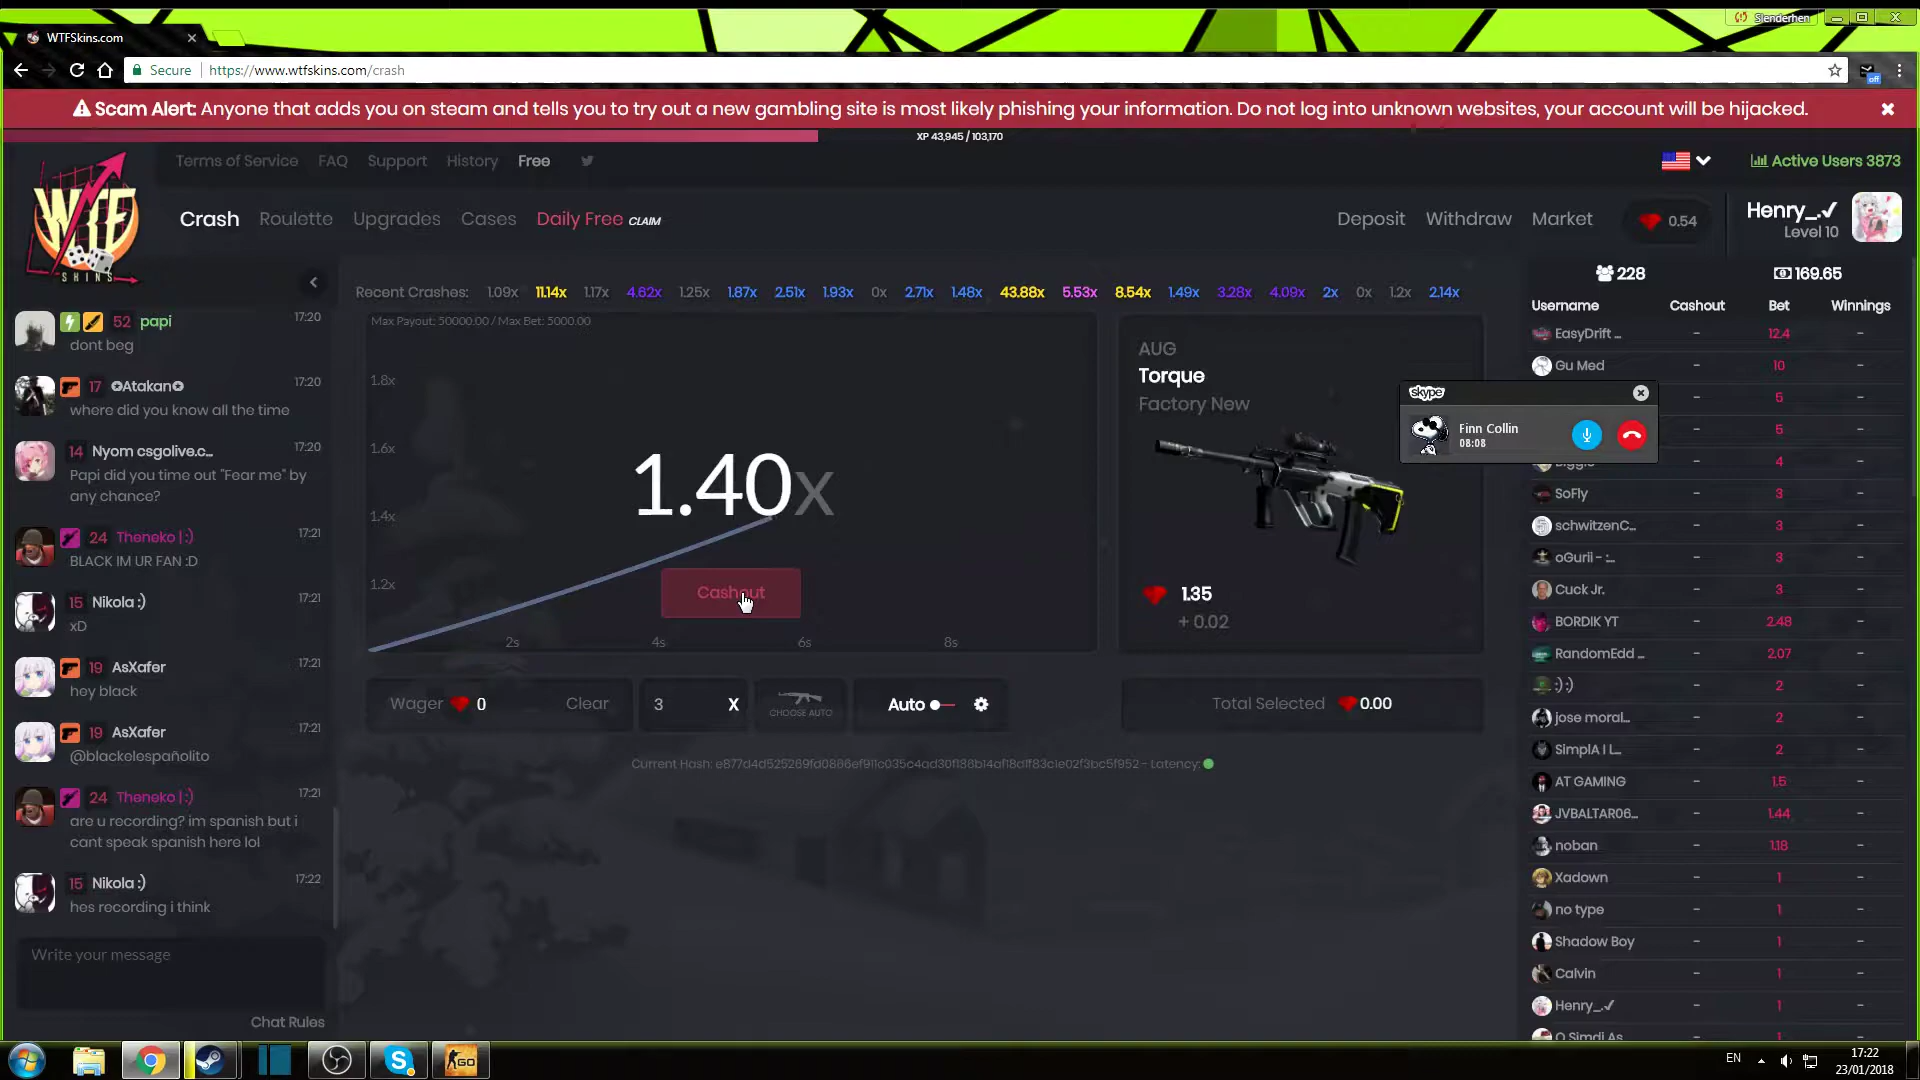 WTFSkins.com
Slenderhen
Secure
https://www.wtfskins.com/crash
off
Scam Alert: Anyone that adds you on steam and tells you to try out a new gambling site is most likely phishing your information. Do not log into unknown websites, your account will be hijacked.
XP 43,945 / 103,170
WTF
SKINS
Terms of Service FAQ Support History Free
Active Users 3873
Crash Roulette Upgrades Cases Daily Free CLAIM
Deposit Withdraw Market 0.54
Henry_.✓
Level 10
52 papi 17:20
dont beg
17 ✪Atakan✪ 17:20
where did you know all the time
14 Nyom csgolive.c... 17:20
Papi did you time out "Fear me" by
any chance?
24 Theneko | :) 17:21
BLACK IM UR FAN :D
15 Nikola :) 17:21
xD
19 AsXafer 17:21
hey black
19 AsXafer 17:21
@blackelespañolito
24 Theneko | :) 17:21
are u recording? im spanish but i
cant speak spanish here lol
15 Nikola :) 17:22
hes recording i think
Write your message
Chat Rules
Recent Crashes: 1.09x 11.14x 1.17x 4.62x 1.25x 1.87x 2.51x 1.93x 0x 2.71x 1.48x 43.88x 5.53x 8.54x 1.49x 3.28x 4.09x 2x 0x 1.2x 2.14x
Max Payout: 50000.00 / Max Bet: 5000.00
1.8x
1.6x
1.4x
1.2x
1.40x
Cashout
2s 4s 6s 8s
Wager 0 Clear
3 X
CHOOSE AUTO
Auto
AUG
Torque
Factory New
1.35
+ 0.02
Total Selected 0.00
- Latency:
skype
Finn Collin
08:08
228 169.65
Username Cashout Bet Winnings
EasyDrift ... - 12.4 -
Gu Med - 10 -
5 -
5 -
- 4 -
SoFly - 3 -
schwitzenC... - 3 -
oGurii - :... - 3 -
Cuck Jr. - 3 -
BORDIK YT - 2.48 -
RandomEdd ... - 2.07 -
:) :) - 2 -
jose moral... - 2 -
SimplA I L... - 2 -
AT GAMING - 1.5 -
JVBALTAR06... - 1.44 -
noban - 1.18 -
Xadown - 1 -
no type - 1 -
Shadow Boy - 1 -
Calvin - 1 -
Henry_.✓ - 1 -
GO
EN
17:22
23/01/2018